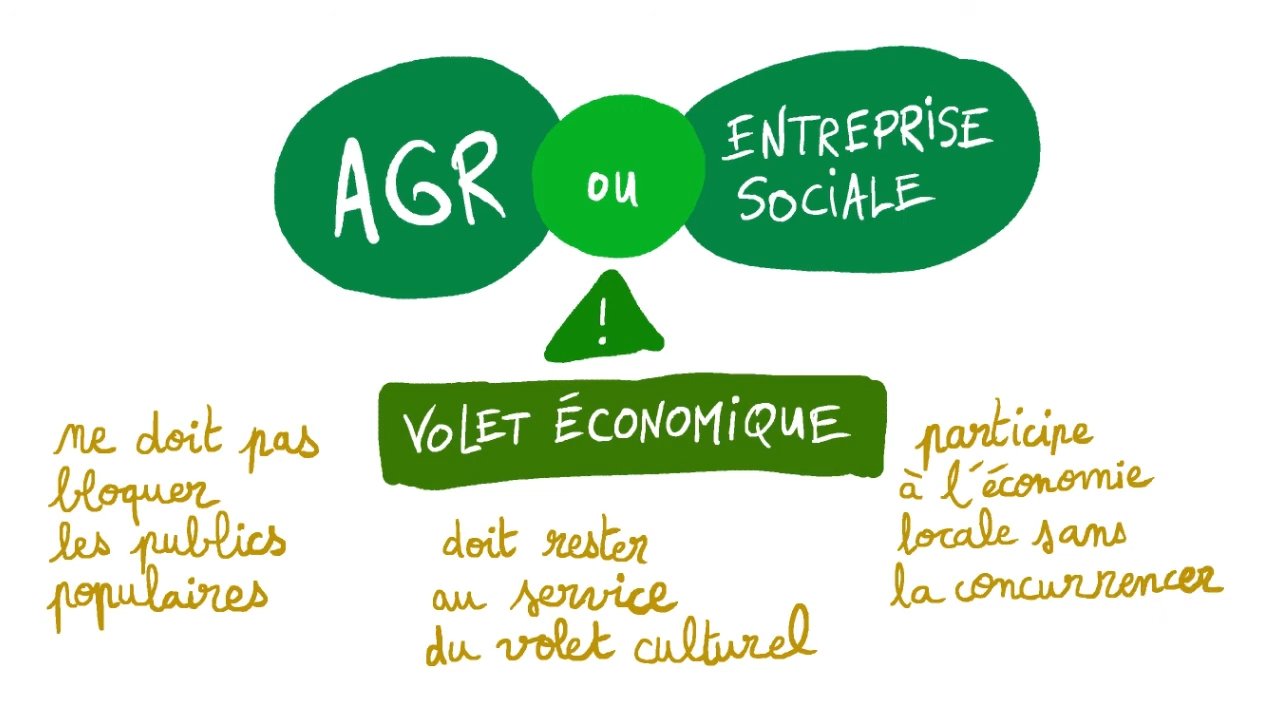 AGR
ou
ENTREPRISE
SOCIALE
!
VOLET ÉCONOMIQUE
ne doit pas
bloquer
les publics
populaires
doit rester
au service
du volet culturel
participe
à l'économie
locale sans
la concurrencer